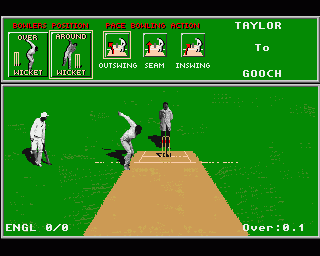 BOWLERS POSITION
PACE BOWLING ACTION
OVER
WICKET
AROUND
WICKET
OUTSWING SEAM INSWING
TAYLOR
To
GOOCH
ENGL 0/0
Over:0.1